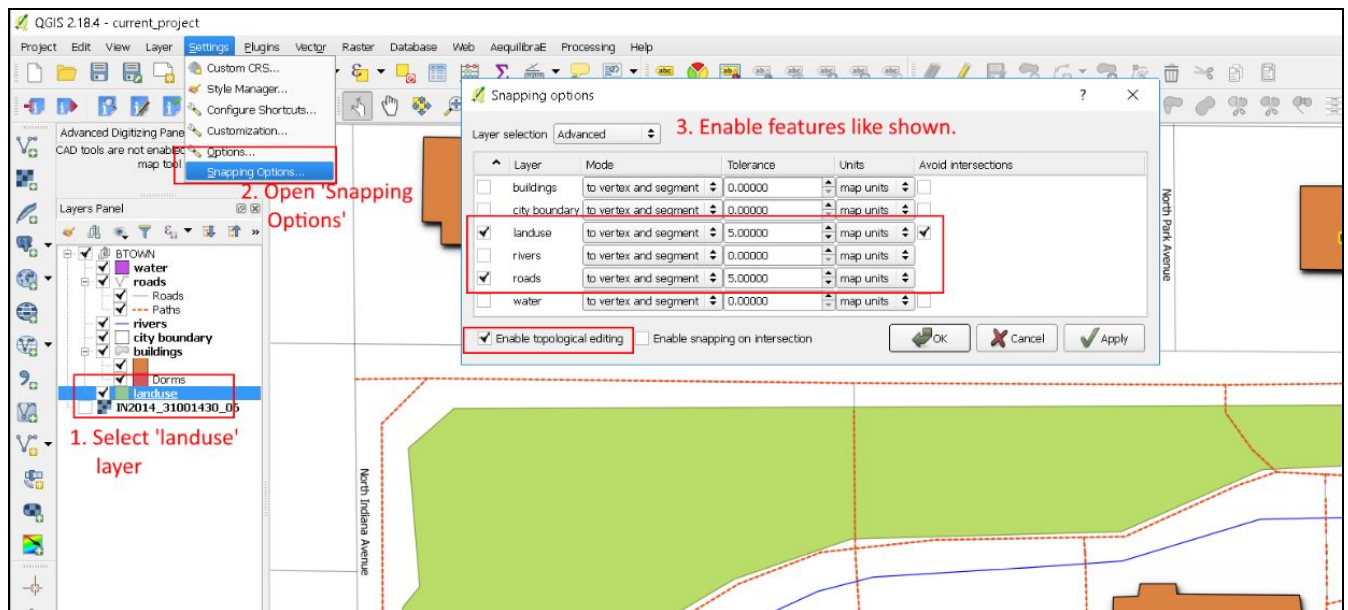 QGIS 2.18.4 - current_project
Project Edit View Layer Settings Plugins Vector Raster Database Web AequilibraE Processing Help
Custom CRS...
Style Manager...
Configure Shortcuts...
Customization...
Options...
Snapping Options...
Advanced Digitizing Pane
CAD tools are not enabled
map tool
2. Open 'Snapping
Options'
Layers Panel
BTOWN
water
roads
Roads
Paths
rivers
city boundary
buildings
Dorms
landuse
IN2014_31001430_06
1. Select 'landuse'
layer
Snapping options
? ×
Layer selection Advanced
3. Enable features like shown.
Layer Mode Tolerance Units Avoid intersections
buildings to vertex and segment 0.00000 map units
city boundary to vertex and segment 0.00000 map units
landuse to vertex and segment 5.00000 map units
rivers to vertex and segment 0.00000 map units
roads to vertex and segment 5.00000 map units
water to vertex and segment 0.00000 map units
Enable topological editing Enable snapping on intersection OK Cancel Apply
North Park Avenue
North Indiana Avenue